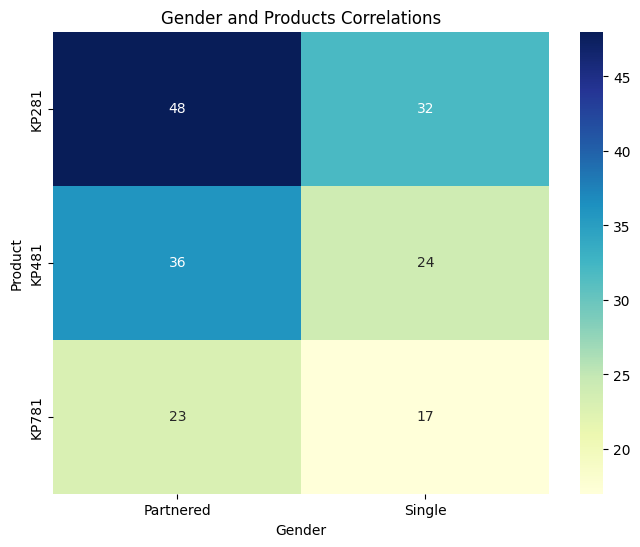 Gender and Products Correlations
Product
KP281
KP481
KP781
48
32
36
24
23
17
Partnered
Single
Gender
45
40
35
30
25
20